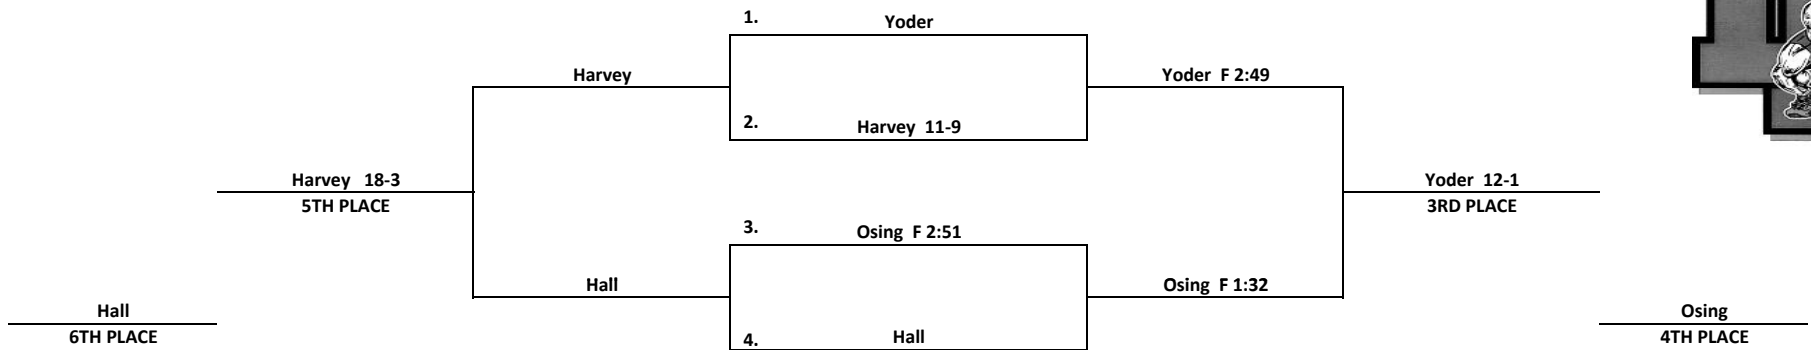 1. Yoder
Harvey
Yoder F 2:49
2. Harvey 11-9
Harvey 18-3
5TH PLACE
Yoder 12-1
3RD PLACE
3. Osing F 2:51
Hall
Osing F 1:32
Hall
6TH PLACE
Osing
4TH PLACE
4. Hall